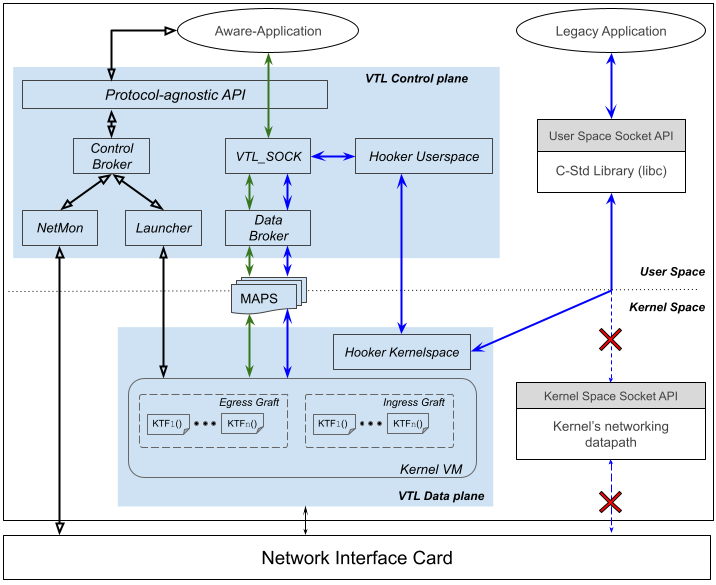 Aware-Application
Legacy Application
VTL Control plane
Protocol-agnostic API
User Space Socket API
Control
Broker
VTL_SOCK
Hooker Userspace
C-Std Library (libc)
NetMon
Launcher
Data
Broker
User Space
MAPS
Kernel Space
Hooker Kernelspace
Kernel Space Socket API
Egress Graft
Ingress Graft
KTF1()
KTFn()
KTF1()
KTFn()
Kernel's networking
datapath
Kernel VM
VTL Data plane
Network Interface Card